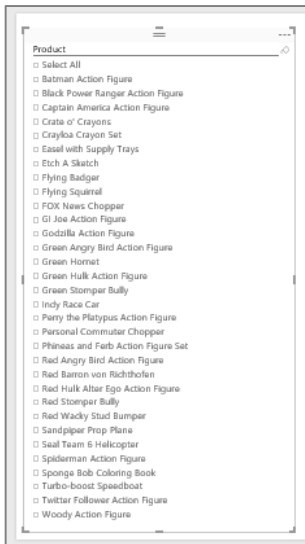 Product
Select All
Batman Action Figure
Black Power Ranger Action Figure
Captain America Action Figure
Crate o' Crayons
Crayloa Crayon Set
Easel with Supply Trays
Etch A Sketch
Flying Badger
Flying Squirrel
FOX News Chopper
GI Joe Action Figure
Godzilla Action Figure
Green Angry Bird Action Figure
Green Hornet
Green Hulk Action Figure
Green Stomper Bully
Indy Race Car
Perry the Platypus Action Figure
Personal Commuter Chopper
Phineas and Ferb Action Figure Set
Red Angry Bird Action Figure
Red Barron von Richthofen
Red Hulk Alter Ego Action Figure
Red Stomper Bully
Red Wacky Stud Bumper
Sandpiper Prop Plane
Seal Team 6 Helicopter
Spiderman Action Figure
Sponge Bob Coloring Book
Turbo-boost Speedboat
Twitter Follower Action Figure
Woody Action Figure